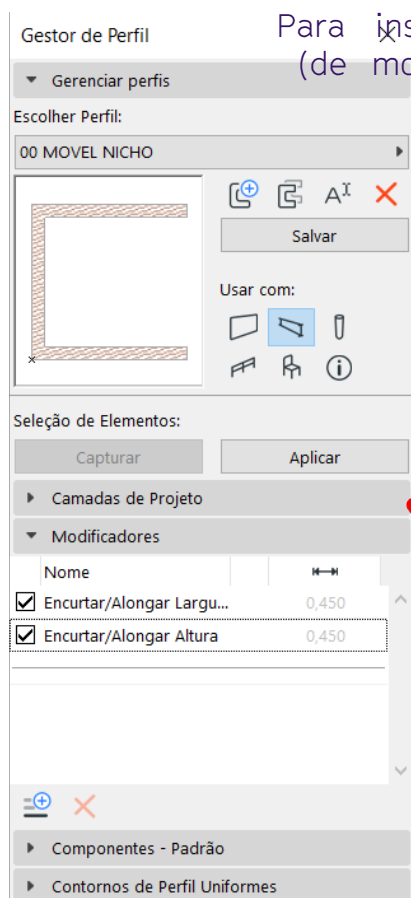 Gestor de Perfil
Para
(de
Gerenciar perfis
Escolher Perfil:
00 MOVEL NICHO
Salvar
Usar com:
Seleção de Elementos:
Capturar
Aplicar
Camadas de Projeto
Modificadores
Nome
Encurtar/Alongar Largu... 0,450
Encurtar/Alongar Altura 0,450
Componentes - Padrão
Contornos de Perfil Uniformes